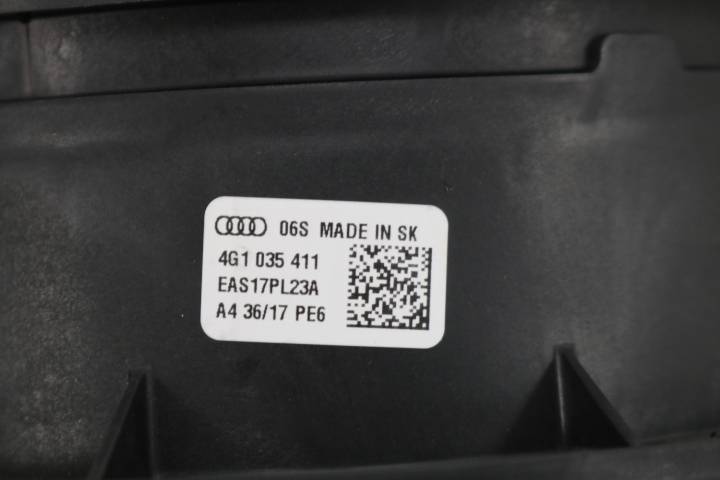 06S MADE IN SK
4G1 035 411
EAS17PL23A
A4 36/17 PE6